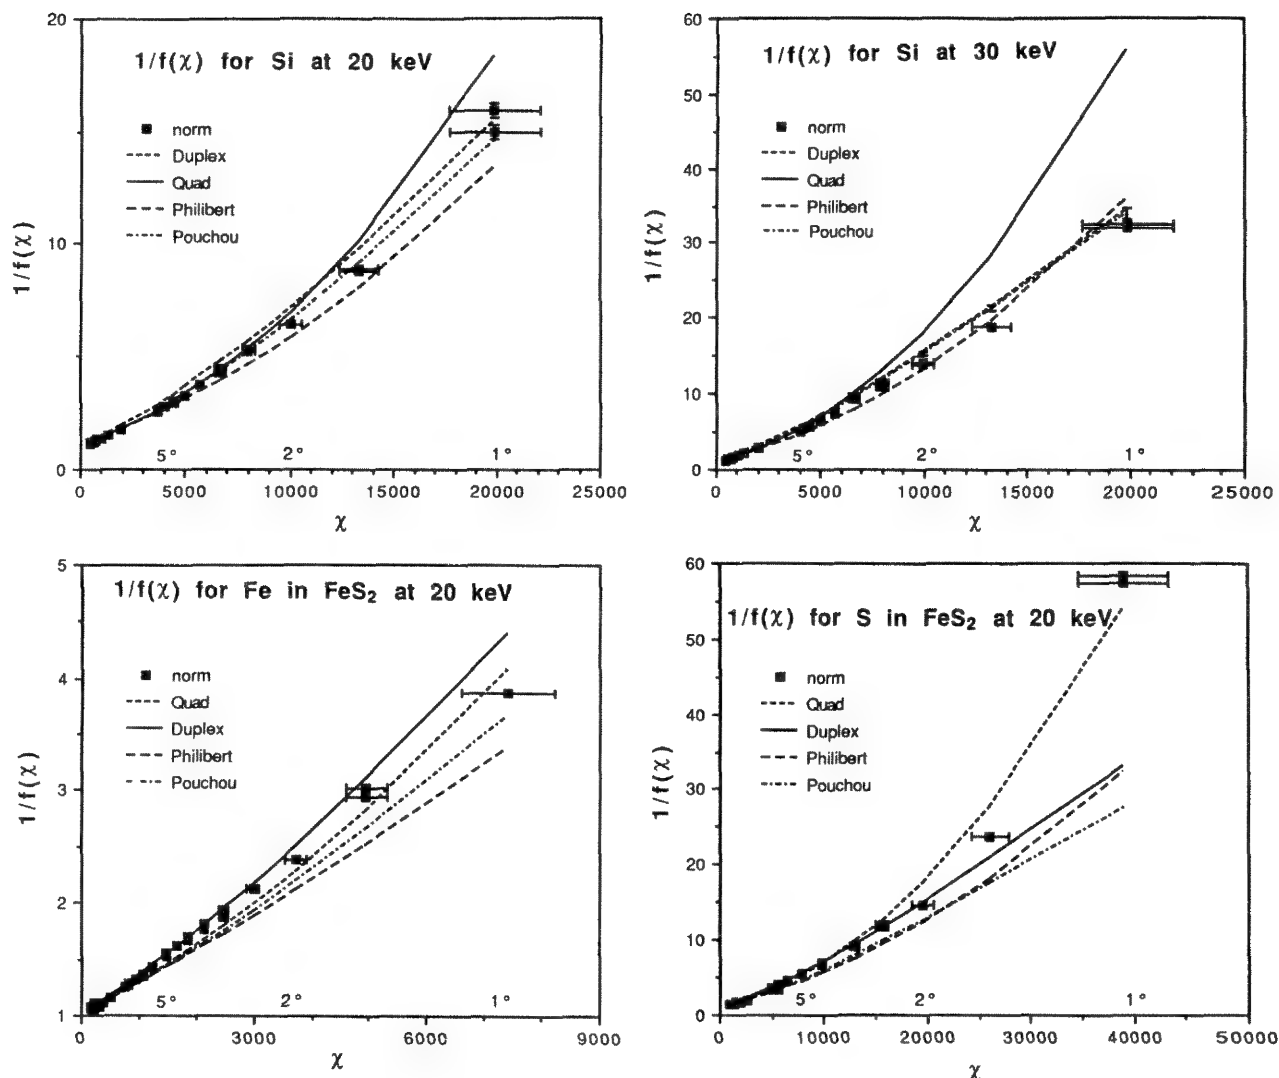 1/f(χ) for Si at 20 keV
norm
Duplex
Quad
Philibert
Pouchou
1/f(χ)
20
10
0
5° 2° 1°
0 5000 10000 15000 20000 25000
χ
1/f(χ) for Si at 30 keV
norm
Duplex
Quad
Philibert
Pouchou
1/f(χ)
60
50
40
30
20
10
0
5° 2° 1°
0 5000 10000 15000 20000 25000
χ
1/f(χ) for Fe in FeS₂ at 20 keV
norm
Quad
Duplex
Philibert
Pouchou
1/f(χ)
5
4
3
2
1
5° 2° 1°
0 3000 6000 9000
χ
1/f(χ) for S in FeS₂ at 20 keV
norm
Quad
Duplex
Philibert
Pouchou
1/f(χ)
60
50
40
30
20
10
0
5° 2° 1°
0 10000 20000 30000 40000 50000
χ